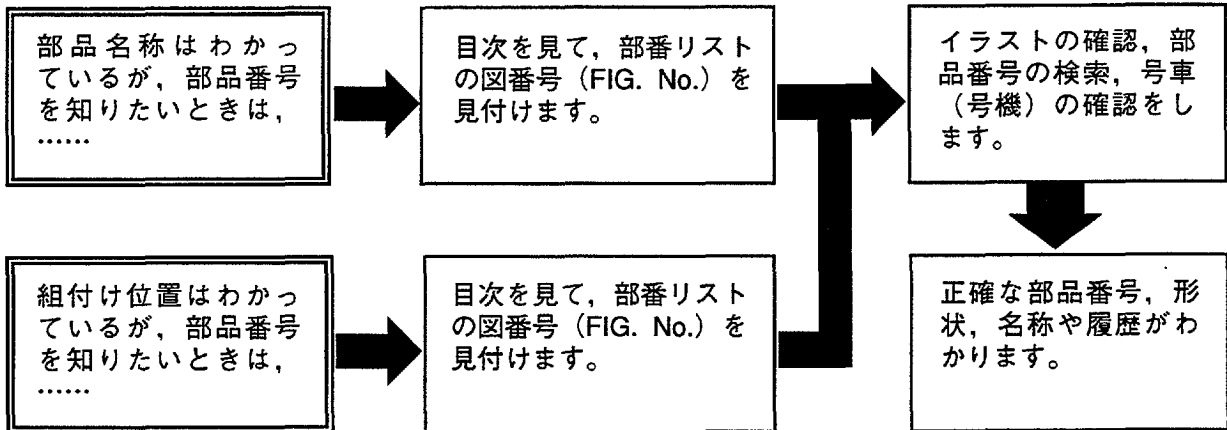 部品名称はわかっ
ているが，部品番号
を知りたいときは，
……
目次を見て，部番リスト
の図番号（FIG. No.）を
見付けます。
イラストの確認，部
品番号の検索，号車
（号機）の確認をし
ます。
組付け位置はわかっ
ているが，部品番号
を知りたいときは，
……
目次を見て，部番リスト
の図番号（FIG. No.）を
見付けます。
正確な部品番号，形
状，名称や履歴がわ
かります。